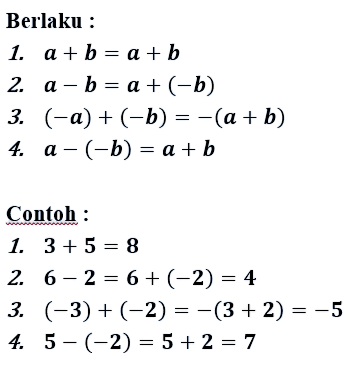 Berlaku :
1. a + b = a + b
2. a − b = a + (−b)
3. (−a) + (−b) = −(a + b)
4. a − (−b) = a + b
Contoh :
1. 3 + 5 = 8
2. 6 − 2 = 6 + (−2) = 4
3. (−3) + (−2) = −(3 + 2) = −5
4. 5 − (−2) = 5 + 2 = 7